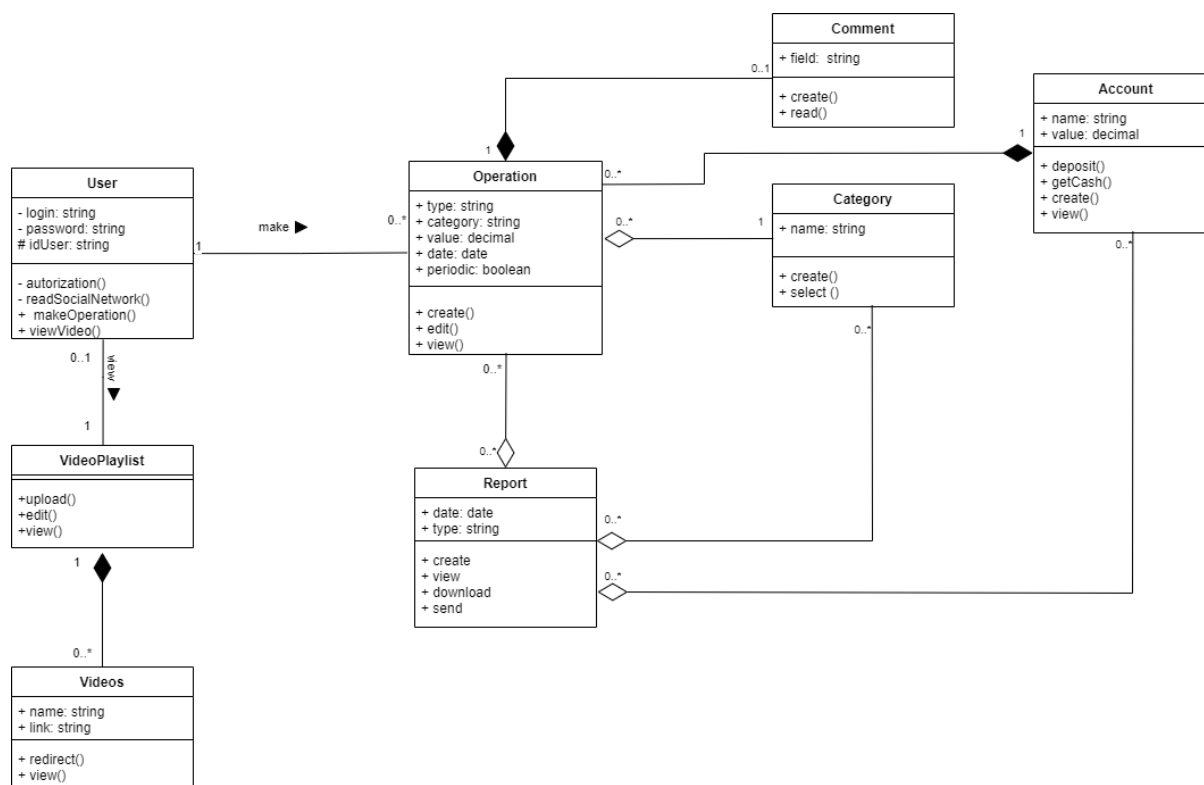 Comment
+ field:  string
+ create()
+ read()
0..1
1
Account
+ name: string
+ value: decimal
+ deposit()
+ getCash()
+ create()
+ view()
1
0..*
User
- login: string
- password: string
# idUser: string
- autorization()
- readSocialNetwork()
+  makeOperation()
+ viewVideo()
1
make
0..*
Operation
+ type: string
+ category: string
+ value: decimal
+ date: date
+ periodic: boolean
+ create()
+ edit()
+ view()
0..*
0..*
1
Category
+ name: string
+ create()
+ select ()
0..*
0..1
view
1
0..*
0..*
VideoPlaylist
+upload()
+edit()
+view()
1
0..*
Report
+ date: date
+ type: string
+ create
+ view
+ download
+ send
0..*
0..*
Videos
+ name: string
+ link: string
+ redirect()
+ view()